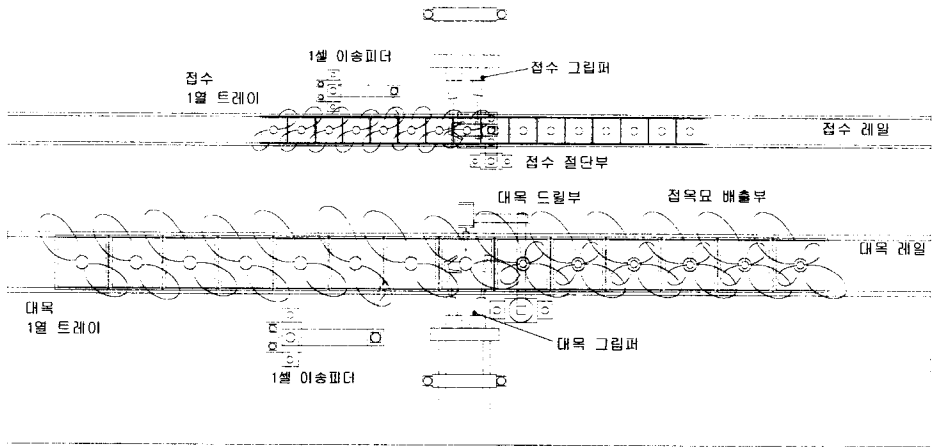 1셀 이송피더
접수 그립퍼
접수
1열 트레이
접수 레일
접수 절단부
대목 드릴부
접목묘 배출부
대목 레일
대목
1열 트레이
대목 그립퍼
1셀 이송피더